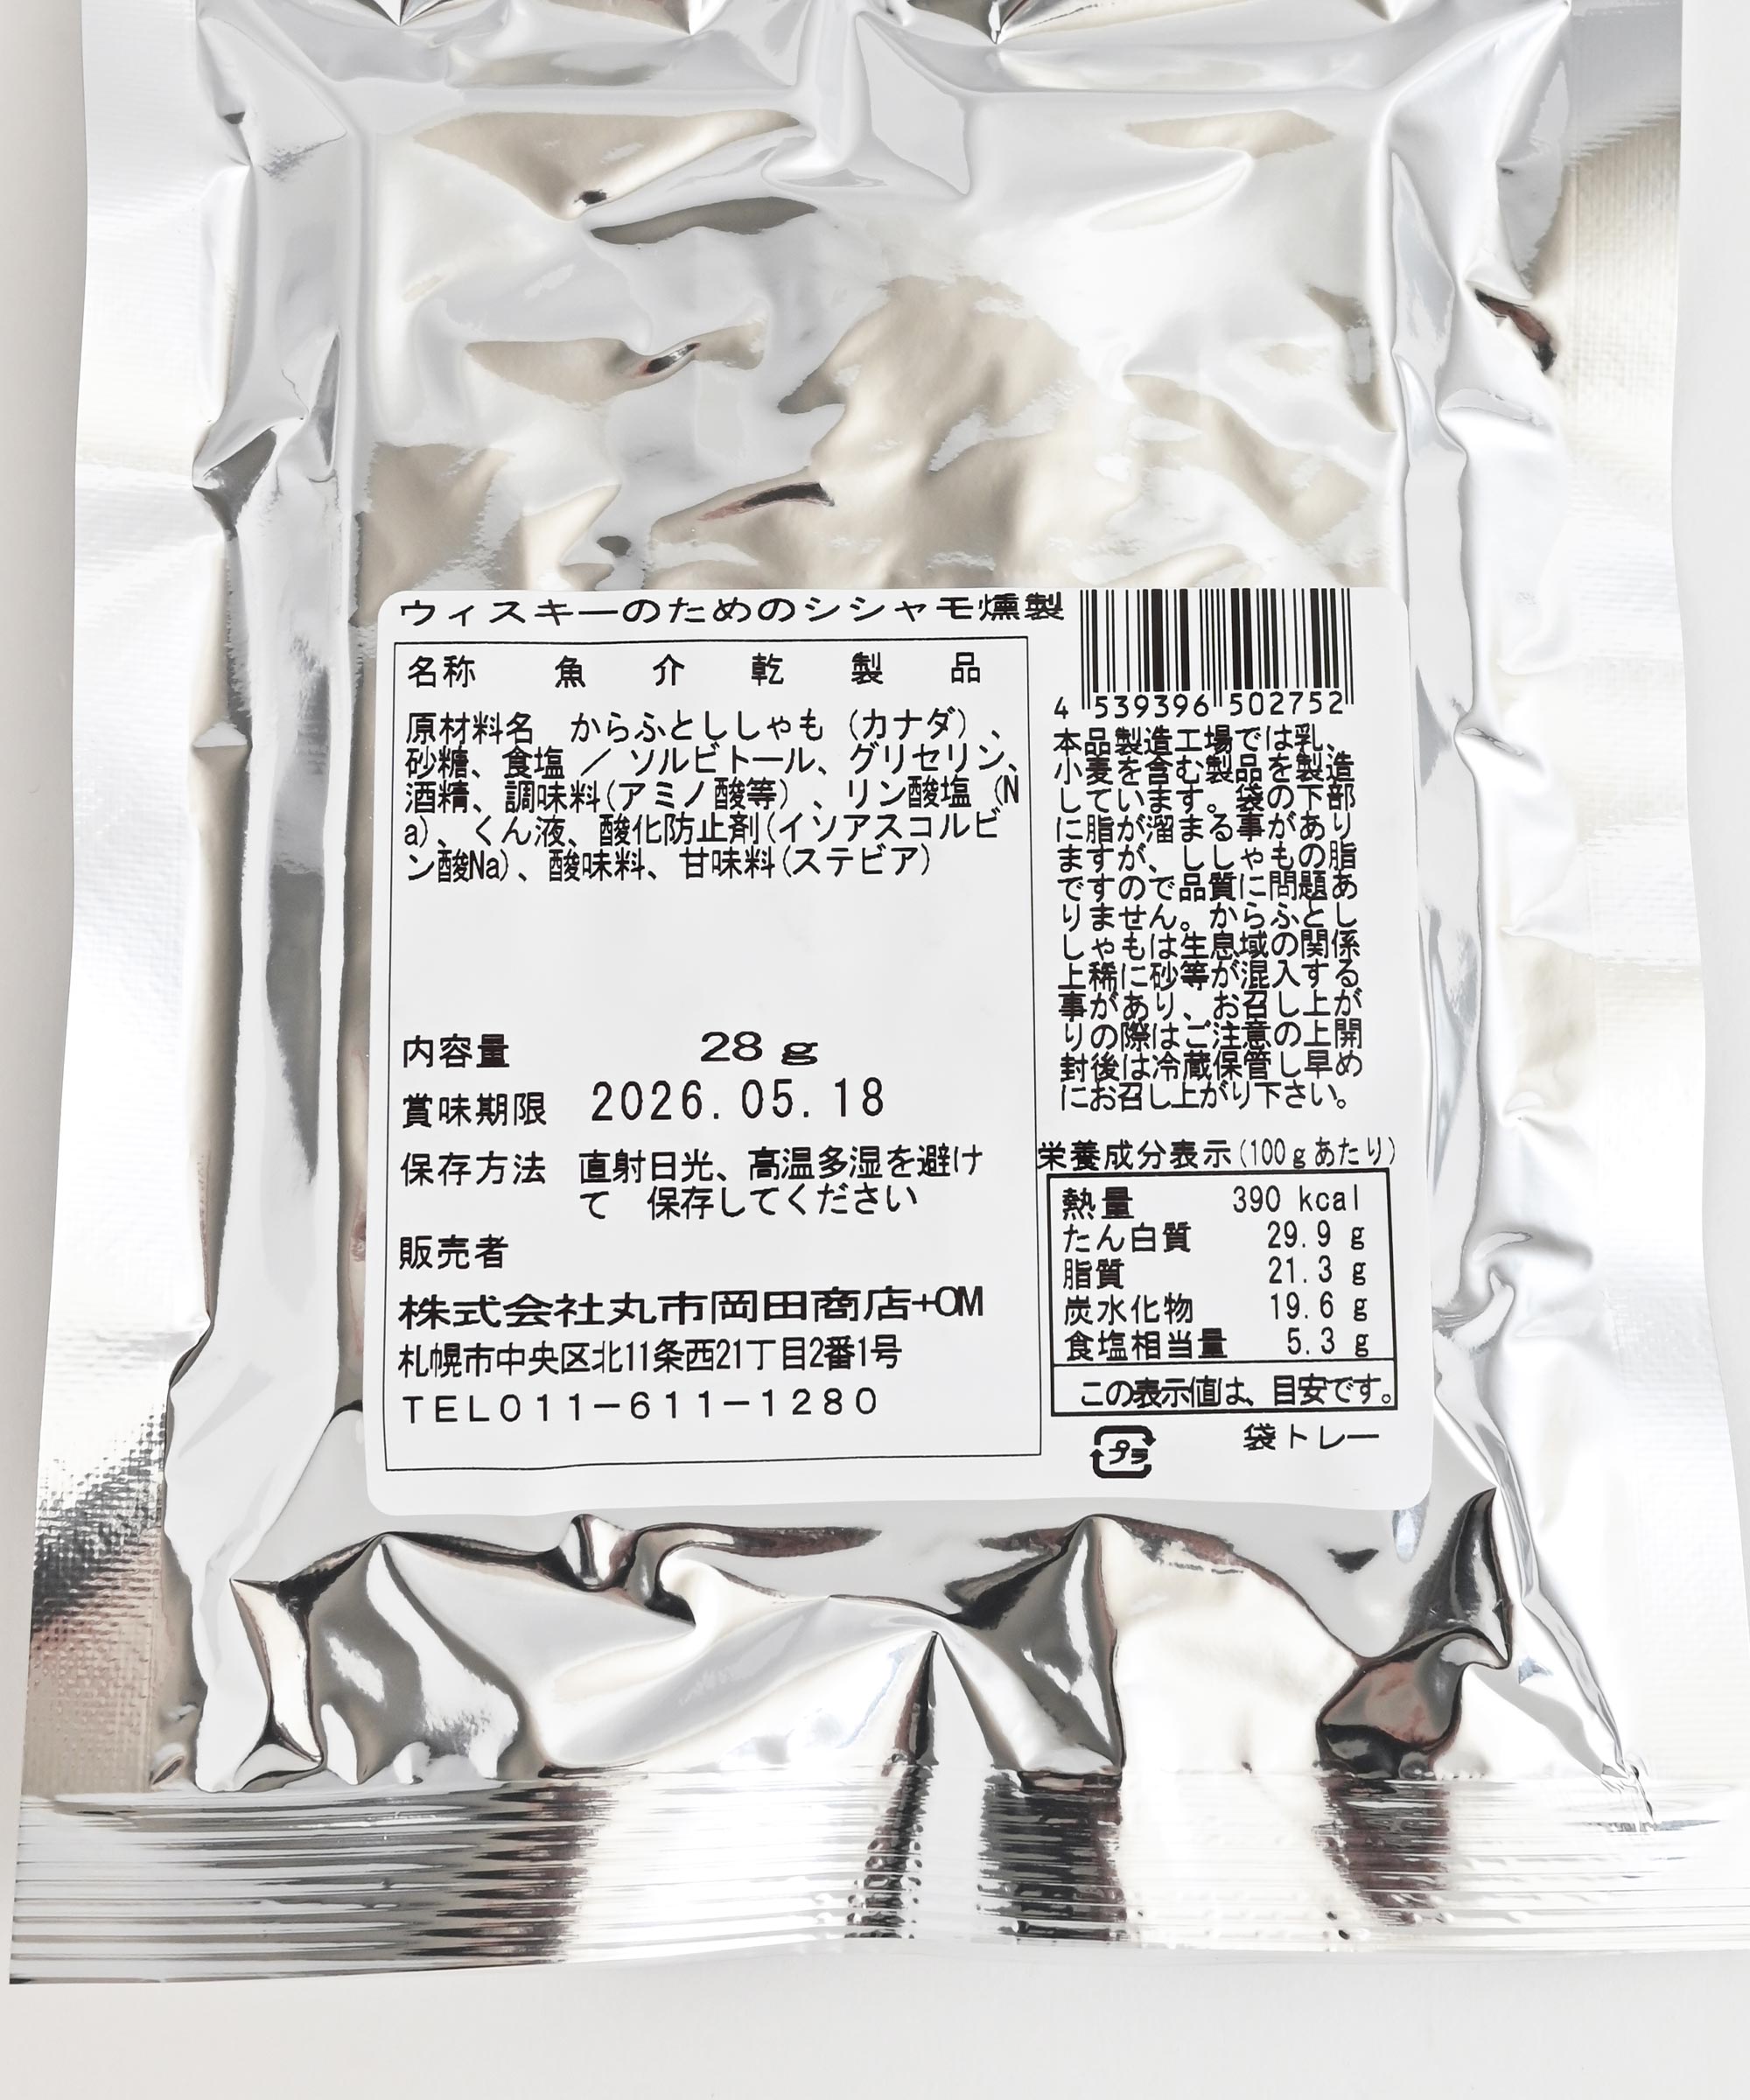 ウィスキーのためのシシャモ燻製
名称 魚介乾製品
原材料名 からふとししゃも（カナダ）、
砂糖、食塩／ソルビトール、グリセリン、
酒精、調味料(アミノ酸等)、リン酸塩（N
a)、くん液、酸化防止剤(イソアスコルビ
ン酸Na)、酸味料、甘味料(ステビア)
内容量 28g
賞味期限 2026.05.18
保存方法 直射日光、高温多湿を避け
て 保存してください
販売者
株式会社丸市岡田商店+OM
札幌市中央区北11条西21丁目2番1号
TEL011-611-1280
4 539396 502752
本品製造工場では乳、
小麦を含む製品を製造
しています。袋の下部
に脂が溜まる事があり
ますが、ししゃもの脂
ですので品質に問題あ
りません。からふとし
しゃもは生息域の関係
上稀に砂等が混入する
事があり、お召し上が
りの際はご注意の上開
封後は冷蔵保管し早め
にお召し上がり下さい。
栄養成分表示(100gあたり)
熱量 390 kcal
たん白質 29.9 g
脂質 21.3 g
炭水化物 19.6 g
食塩相当量 5.3 g
この表示値は、目安です。
プラ 袋トレー